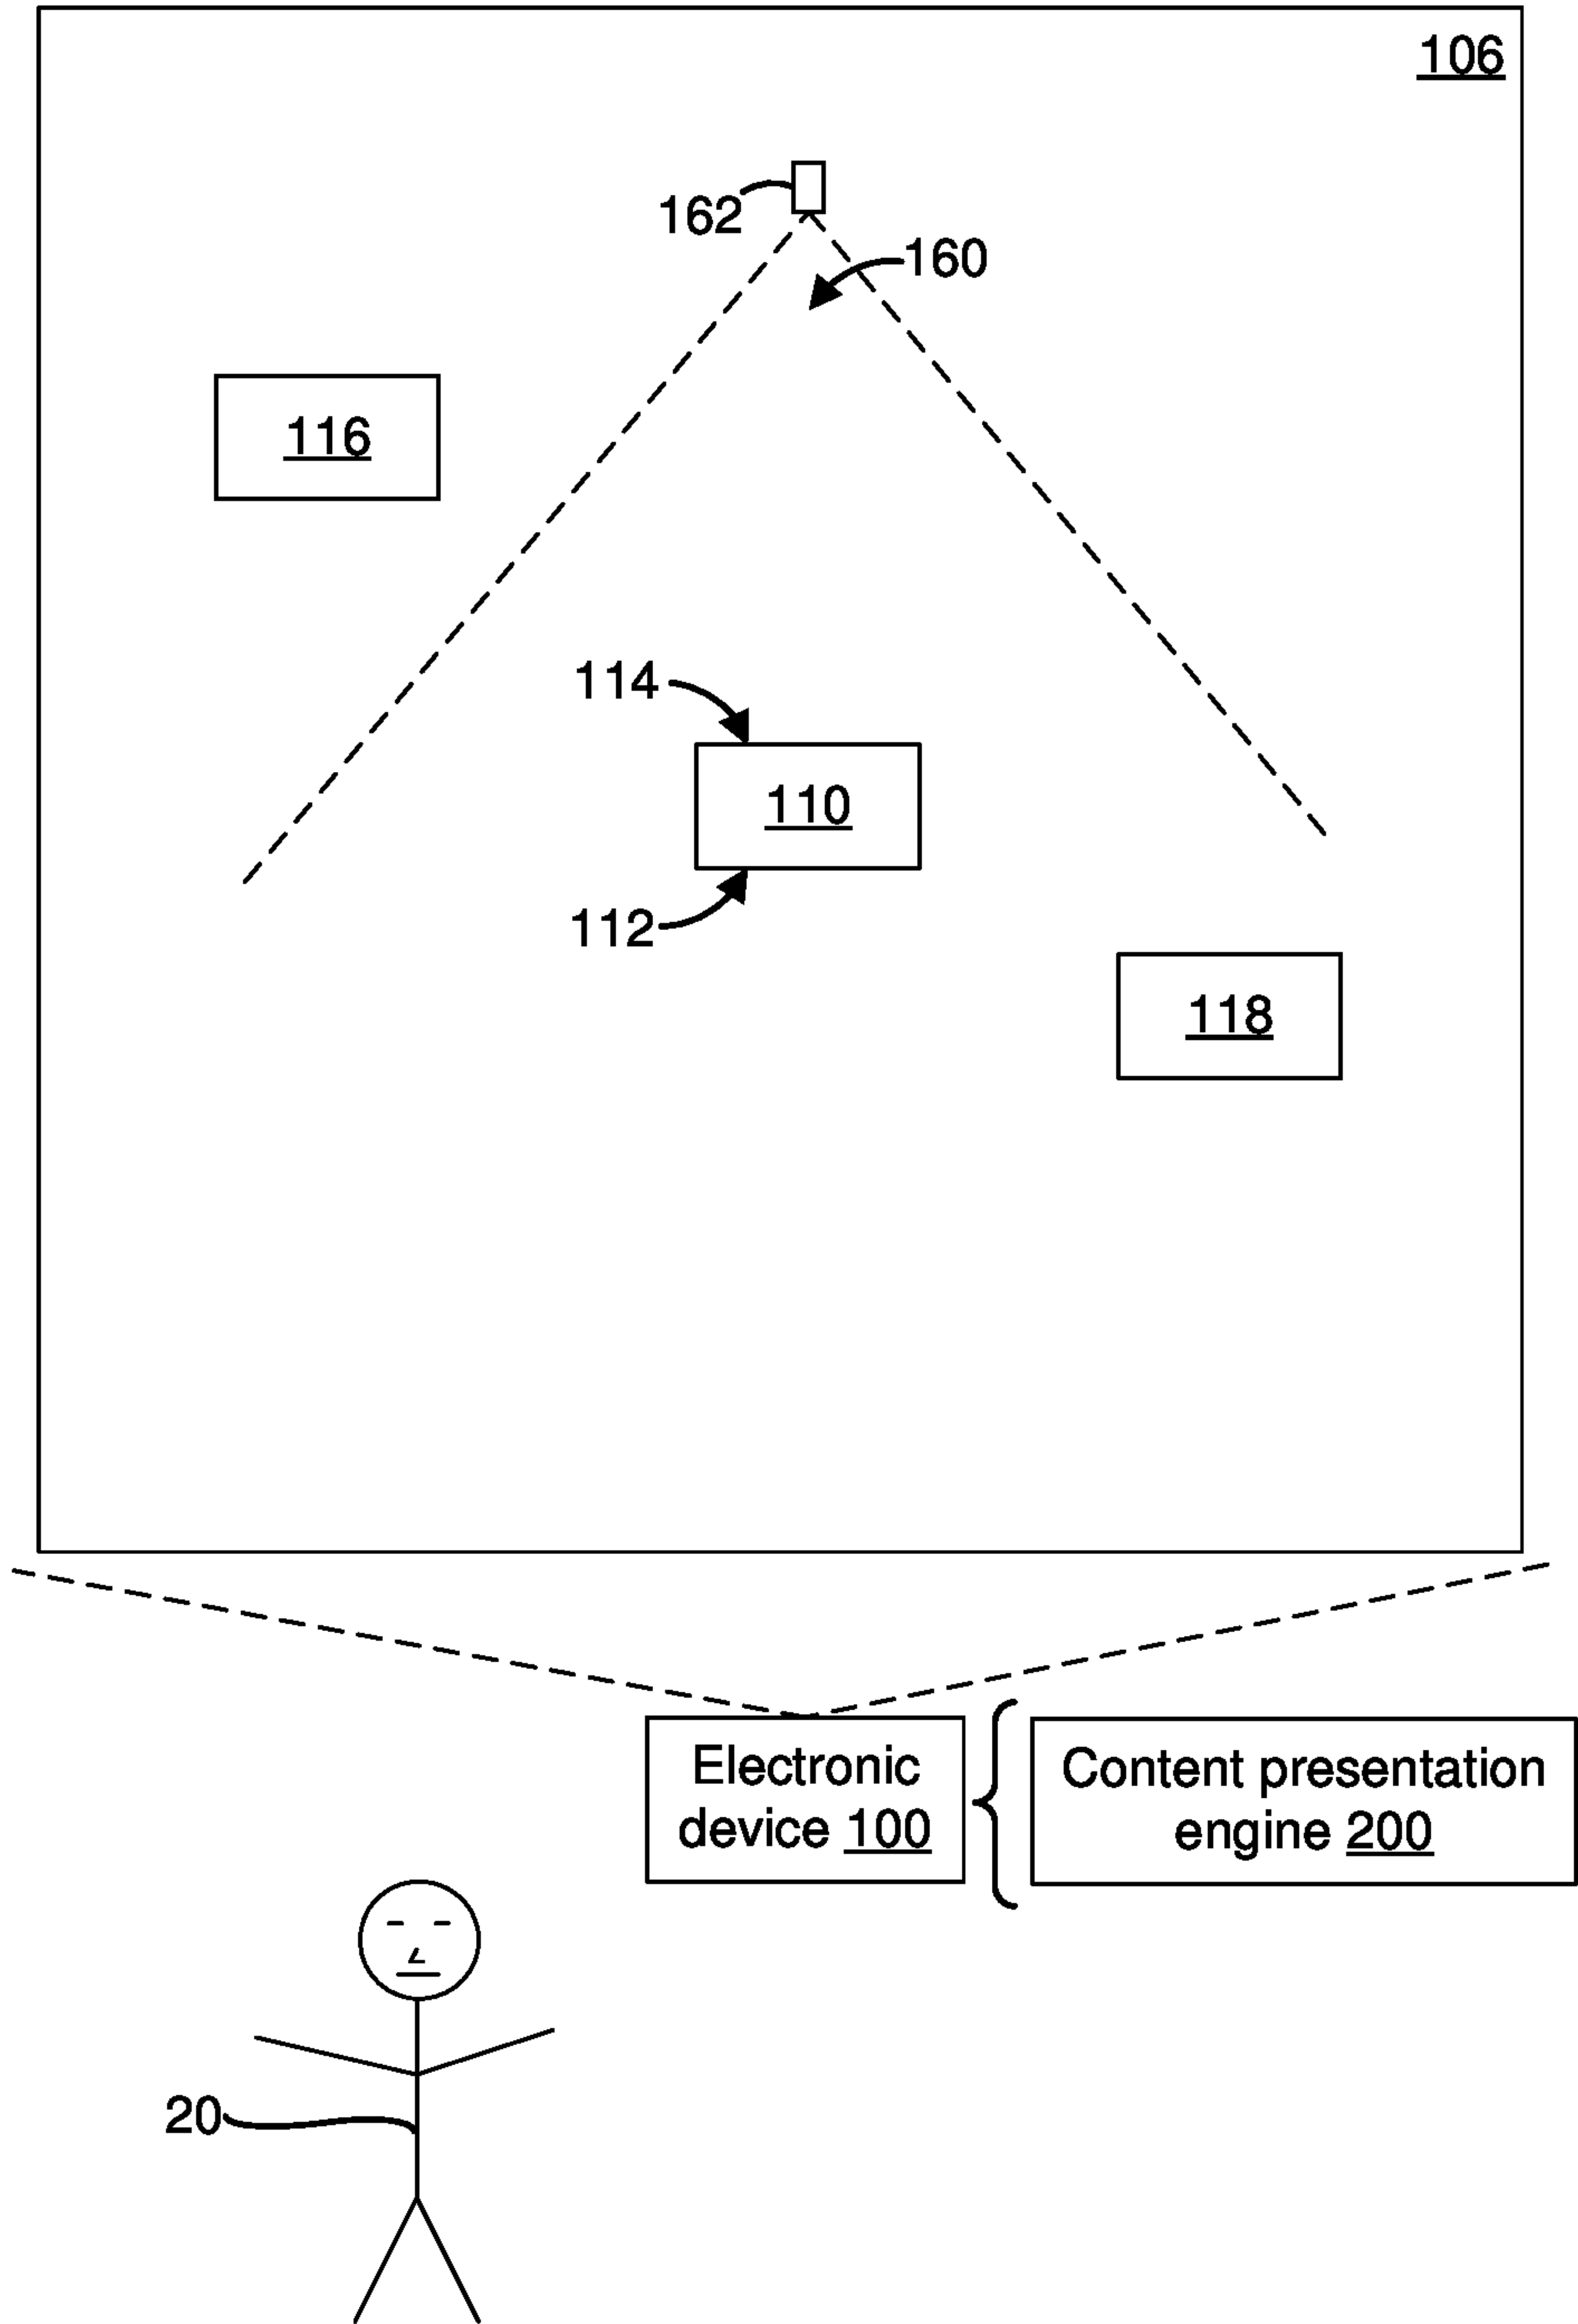 106
162
160
116
114
110
112
118
Electronic
device 100
Content presentation
engine 200
20